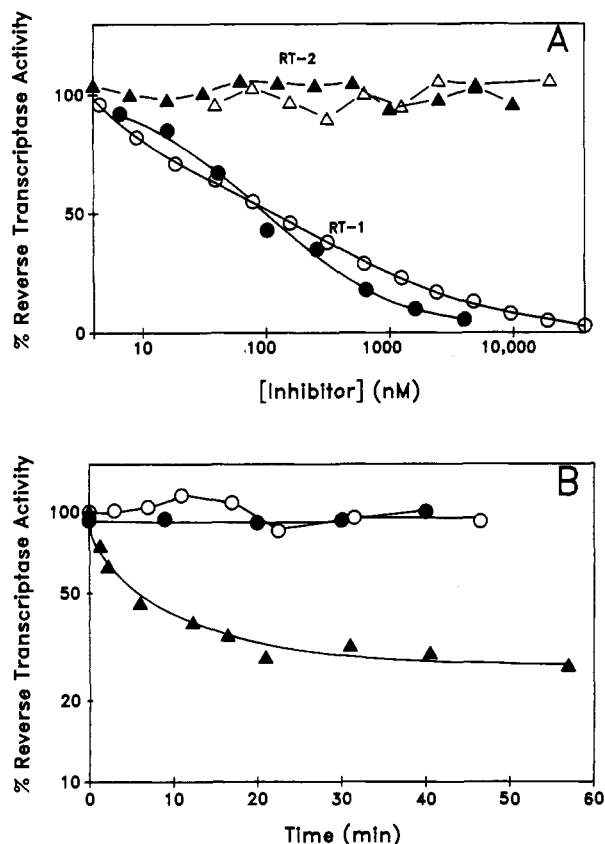 A
RT-2
RT-1
% Reverse Transcriptase Activity
100
50
0
10
100
1000
10,000
[Inhibitor] (nM)
B
% Reverse Transcriptase Activity
100
50
20
10
0
10
20
30
40
50
60
Time (min)